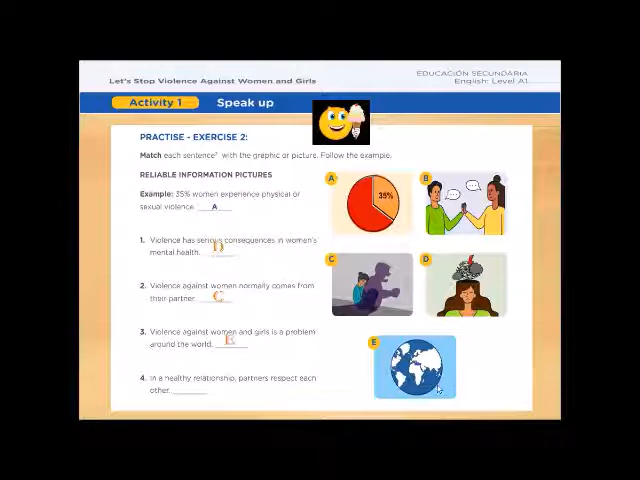 Let's Stop Violence Against Women and Girls
EDUCACIÓN SECUNDARIA
English: Level A1
Activity 1
Speak up
PRACTISE - EXERCISE 2:
Match each sentence with the graphic or picture. Follow the example.
RELIABLE INFORMATION PICTURES
Example: 35% women experience physical or
sexual violence. A
1. Violence has serious consequences in women's
mental health. D
2. Violence against women normally comes from
their partner. C
3. Violence against women and girls is a problem
around the world. E
4. In a healthy relationship, partners respect each
other.
A
35%
B
C
D
E